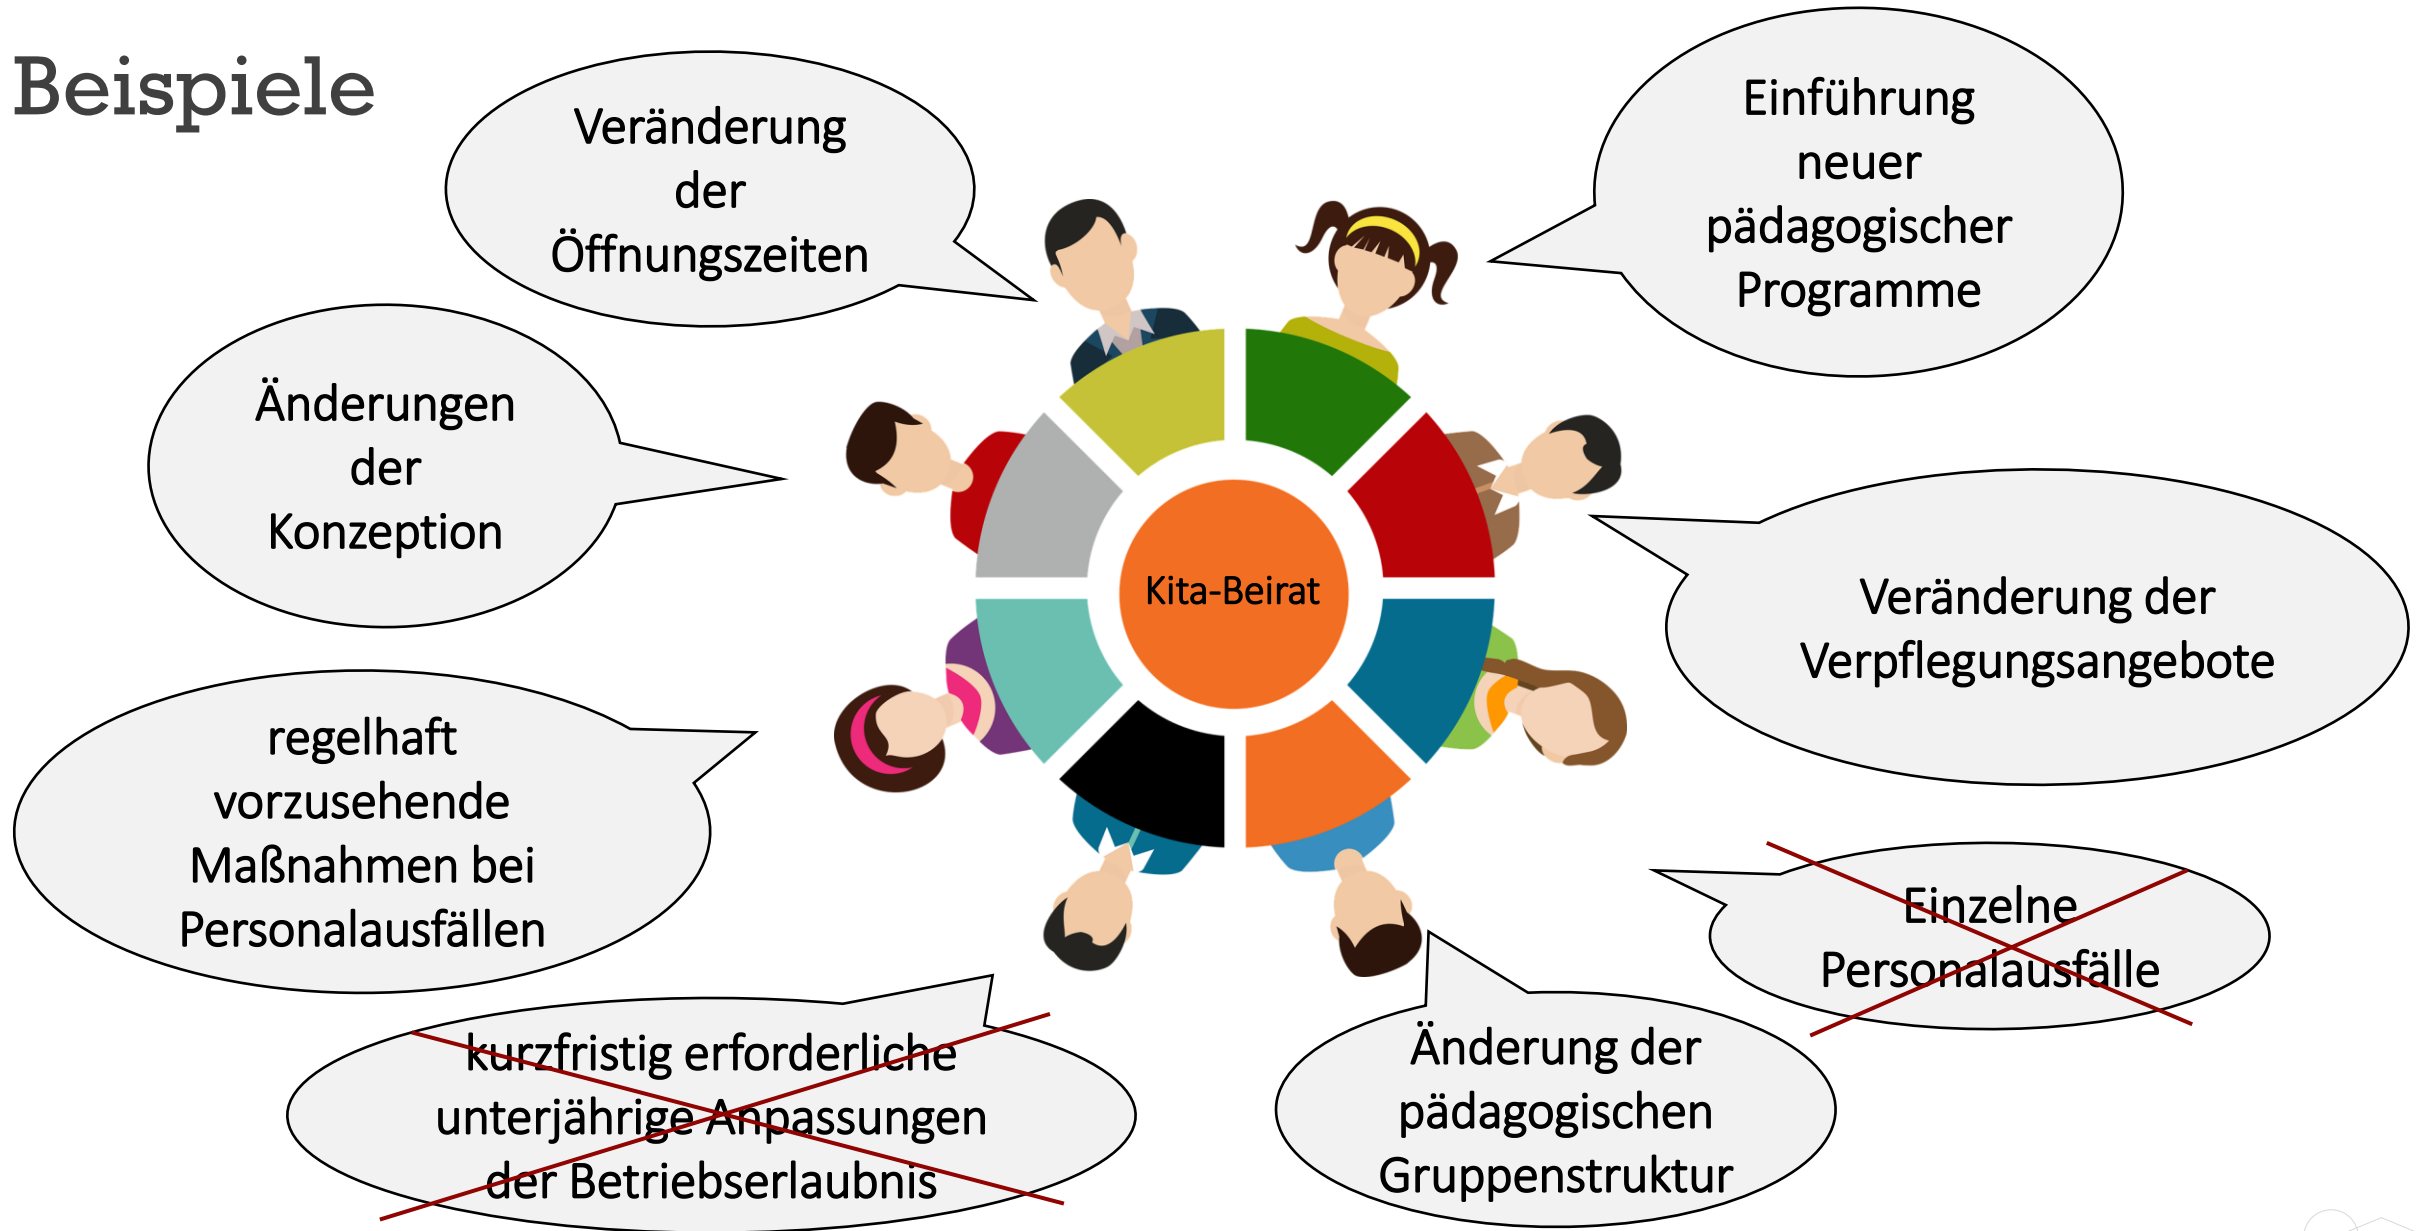 Beispiele
Veränderung
der
Öffnungszeiten
Einführung
neuer
pädagogischer
Programme
Änderungen
der
Konzeption
Kita-Beirat
Veränderung der
Verpflegungsangebote
regelhaft
vorzusehende
Maßnahmen bei
Personalausfällen
Einzelne
Personalausfälle
kurzfristig erforderliche
unterjährige Anpassungen
der Betriebserlaubnis
Änderung der
pädagogischen
Gruppenstruktur